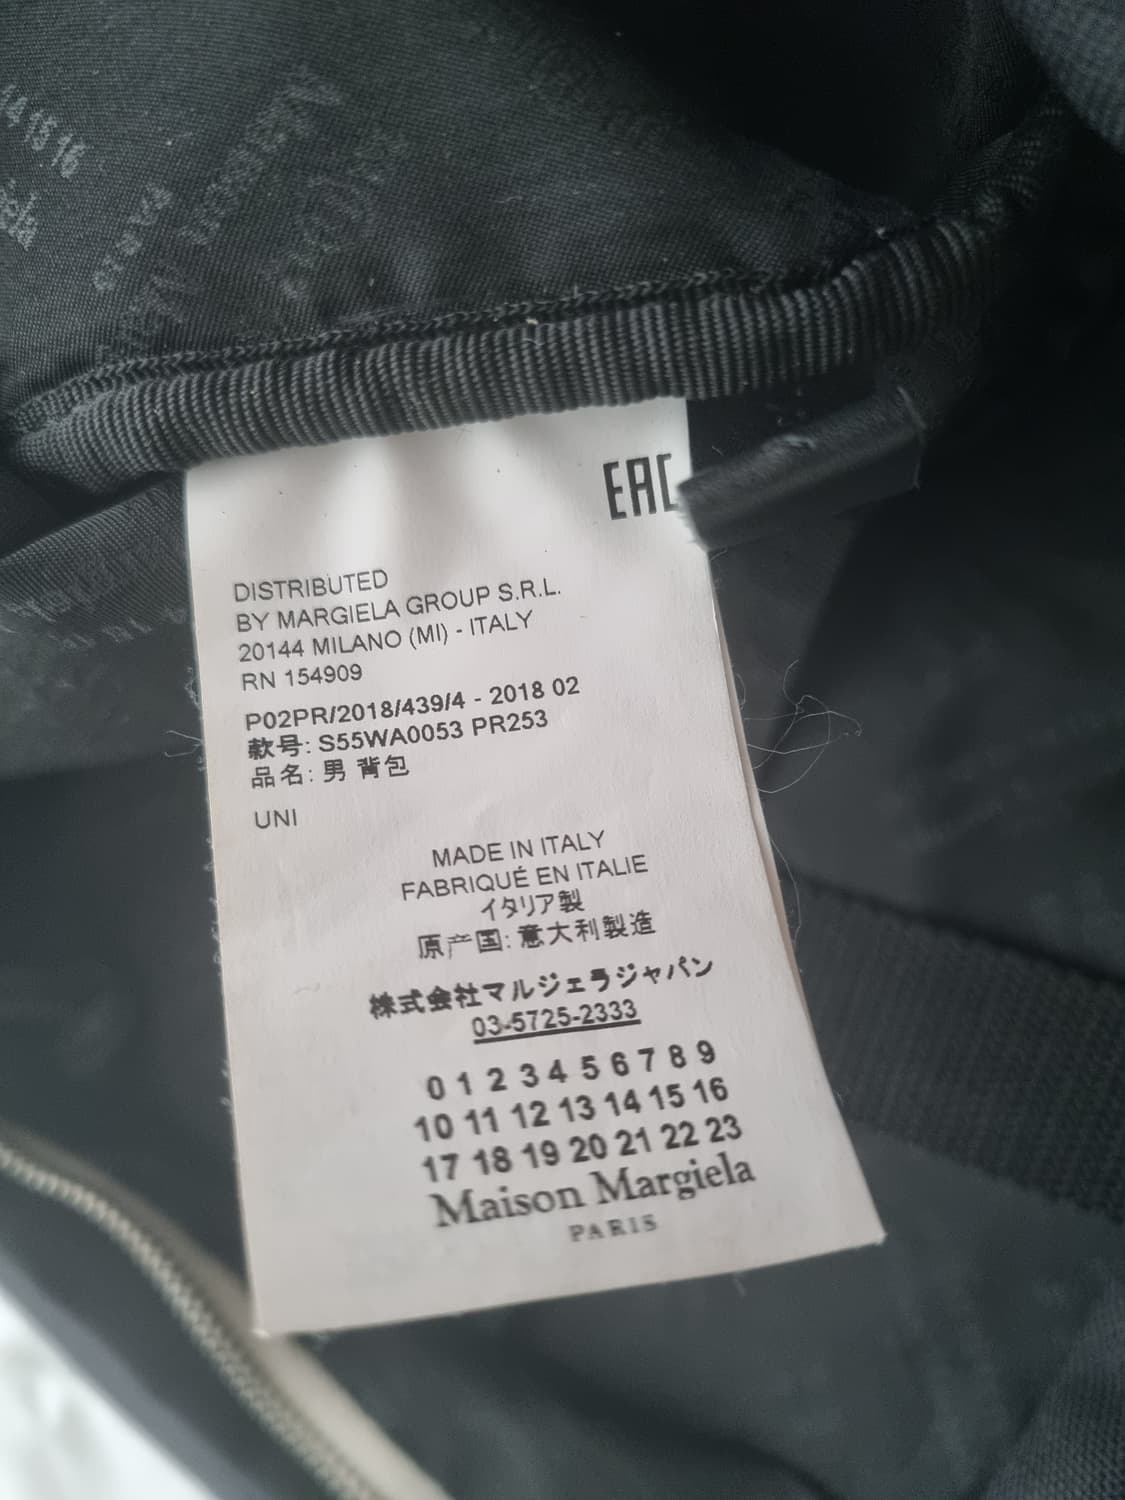 14 15 16
EAC
DISTRIBUTED
BY MARGIELA GROUP S.R.L.
20144 MILANO (MI) - ITALY
RN 154909
P02PR/2018/439/4 - 2018 02
款号: S55WA0053 PR253
品名: 男 背包
UNI
MADE IN ITALY
FABRIQUÉ EN ITALIE
イタリア製
原产国: 意大利製造
株式会社マルジェラジャパン
03-5725-2333
0 1 2 3 4 5 6 7 8 9
10 11 12 13 14 15 16
17 18 19 20 21 22 23
Maison Margiela
PARIS